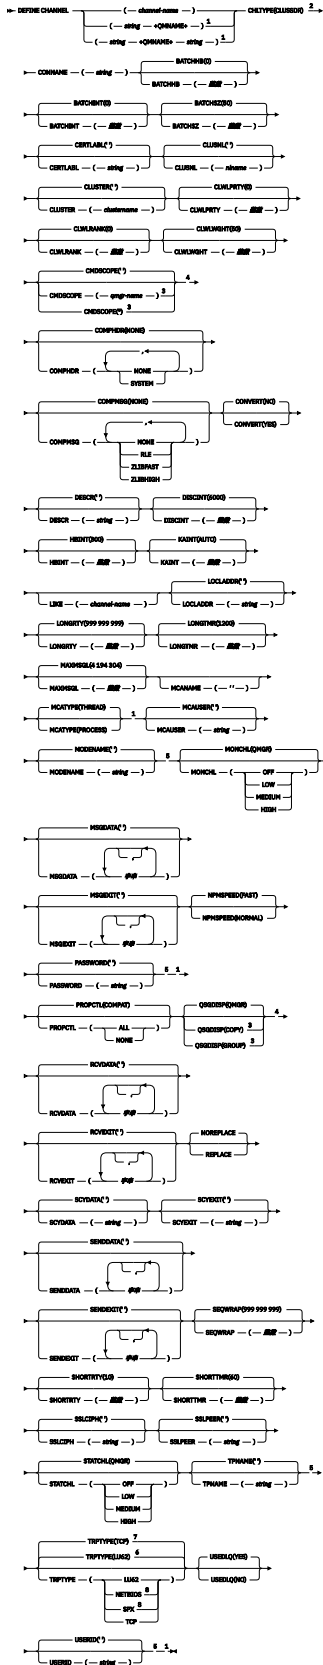 DEFINE CHANNEL ( channel-name ) CHLTYPE(CLUSSDR) 2
( string +QMNAME+ ) 1
( string +QMNAME+ string ) 1
CONNAME ( string ) BATCHHB(0)
BATCHHB ( )
BATCHINT(0) BATCHSZ(50)
BATCHINT ( ) BATCHSZ ( )
CERTLABL(' ') CLUSNL(' ')
CERTLABL ( string ) CLUSNL ( nlname )
CLUSTER(' ') CLWLPRTY(0)
CLUSTER ( clustername ) CLWLPRTY ( )
CLWLRANK(0) CLWLWGHT(50)
CLWLRANK ( ) CLWLWGHT ( )
CMDSCOPE(' ') 4
CMDSCOPE ( qmgr-name ) 3
CMDSCOPE(*) 3
COMPHDR(NONE)
,
COMPHDR ( NONE )
SYSTEM
COMPMSG(NONE) CONVERT(NO)
, CONVERT(YES)
COMPMSG ( NONE )
RLE
ZLIBFAST
ZLIBHIGH
DESCR(' ') DISCINT(6000)
DESCR ( string ) DISCINT ( )
HBINT(300) KAINT(AUTO)
HBINT ( ) KAINT ( )
LIKE ( channel-name ) LOCLADDR(' ')
LOCLADDR ( string )
LONGRTY(999 999 999) LONGTMR(1200)
LONGRTY ( ) LONGTMR ( )
MAXMSGL(4 194 304)
MAXMSGL ( ) MCANAME ( ' ' )
MCATYPE(THREAD) 1 MCAUSER(' ')
MCATYPE(PROCESS) MCAUSER ( string )
MODENAME(' ') 5 MONCHL(QMGR)
MODENAME ( string ) MONCHL ( OFF )
LOW
MEDIUM
HIGH
MSGDATA(' ')
,
MSGDATA ( )
MSGEXIT(' ') NPMSPEED(FAST)
, NPMSPEED(NORMAL)
MSGEXIT ( )
PASSWORD(' ') 5 1
PASSWORD ( string )
PROPCTL(COMPAT) QSGDISP(QMGR) 4
PROPCTL ( ALL ) QSGDISP(COPY) 3
NONE QSGDISP(GROUP) 3
RCVDATA(' ')
,
RCVDATA ( )
RCVEXIT(' ') NOREPLACE
, REPLACE
RCVEXIT ( )
SCYDATA(' ') SCYEXIT(' ')
SCYDATA ( string ) SCYEXIT ( string )
SENDDATA(' ')
,
SENDDATA ( )
SENDEXIT(' ') SEQWRAP(999 999 999)
, SEQWRAP ( )
SENDEXIT ( )
SHORTRTY(10) SHORTTMR(60)
SHORTRTY ( ) SHORTTMR ( )
SSLCIPH(' ') SSLPEER(' ')
SSLCIPH ( string ) SSLPEER ( string )
STATCHL(QMGR) TPNAME(' ') 5
STATCHL ( OFF ) TPNAME ( string )
LOW
MEDIUM
HIGH
TRPTYPE(TCP) 7
TRPTYPE(LU62) 6 USEDLQ(YES)
TRPTYPE ( LU62 ) USEDLQ(NO)
NETBIOS 8
SPX 8
TCP
USERID(' ') 5 1
USERID ( string )